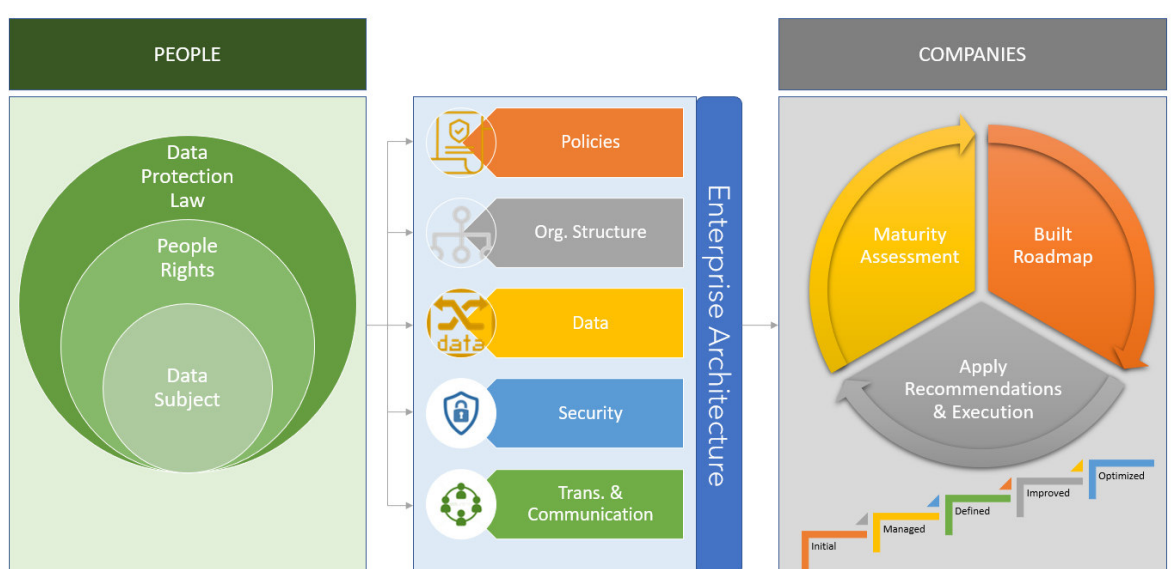 PEOPLE
Data
Protection
Law
People
Rights
Data
Subject
Policies
Org. Structure
data
Data
Security
Trans. &
Communication
Enterprise Architecture
COMPANIES
Maturity
Assessment
Built
Roadmap
Apply
Recommendations
& Execution
Initial
Managed
Defined
Improved
Optimized